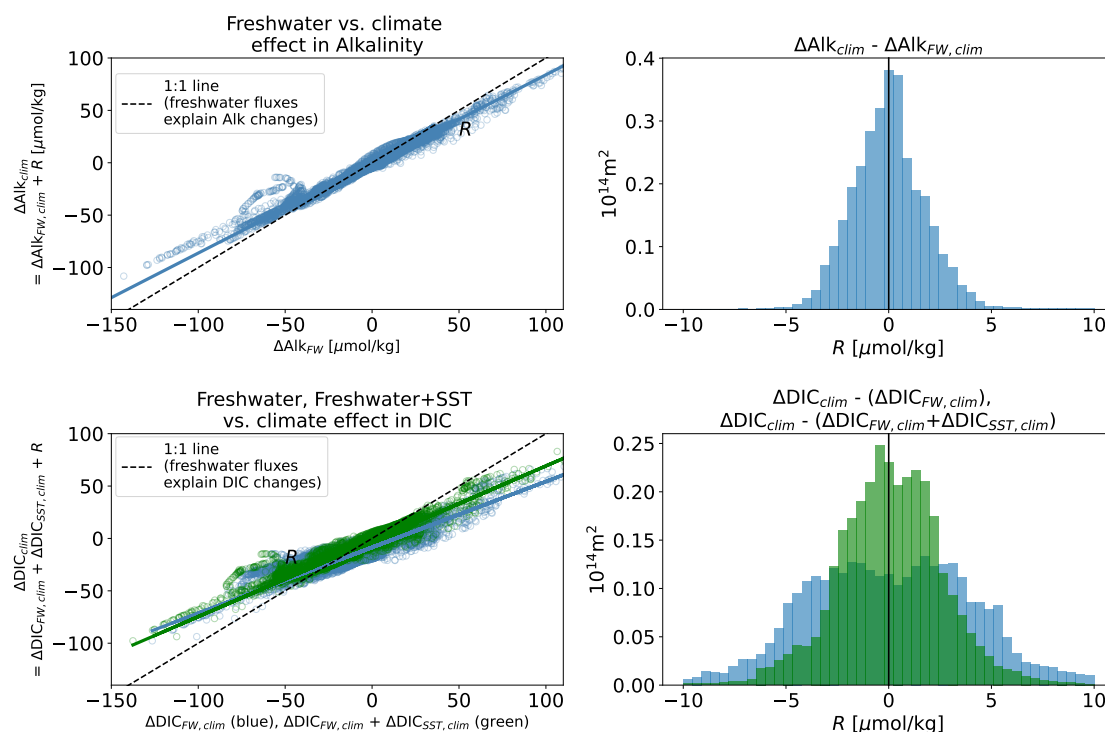 Freshwater vs. climate
effect in Alkalinity
100
50
0
−50
−100
ΔAlk_clim
= ΔAlk_FW, clim + R [μmol/kg]
1:1 line
(freshwater fluxes
explain Alk changes)
R
−150
−100
−50
0
50
100
ΔAlk_FW [μmol/kg]
ΔAlk_clim - ΔAlk_FW, clim
0.4
0.3
0.2
0.1
0.0
10^14m^2
−10
−5
0
5
10
R [μmol/kg]
Freshwater, Freshwater+SST
vs. climate effect in DIC
100
50
0
−50
−100
ΔDIC_clim
= ΔDIC_FW, clim + ΔDIC_SST, clim + R
1:1 line
(freshwater fluxes
explain DIC changes)
R
−150
−100
−50
0
50
100
ΔDIC_FW, clim (blue), ΔDIC_FW, clim + ΔDIC_SST, clim (green)
ΔDIC_clim - (ΔDIC_FW, clim),
ΔDIC_clim - (ΔDIC_FW, clim+ΔDIC_SST, clim)
0.25
0.20
0.15
0.10
0.05
0.00
10^14m^2
−10
−5
0
5
10
R [μmol/kg]